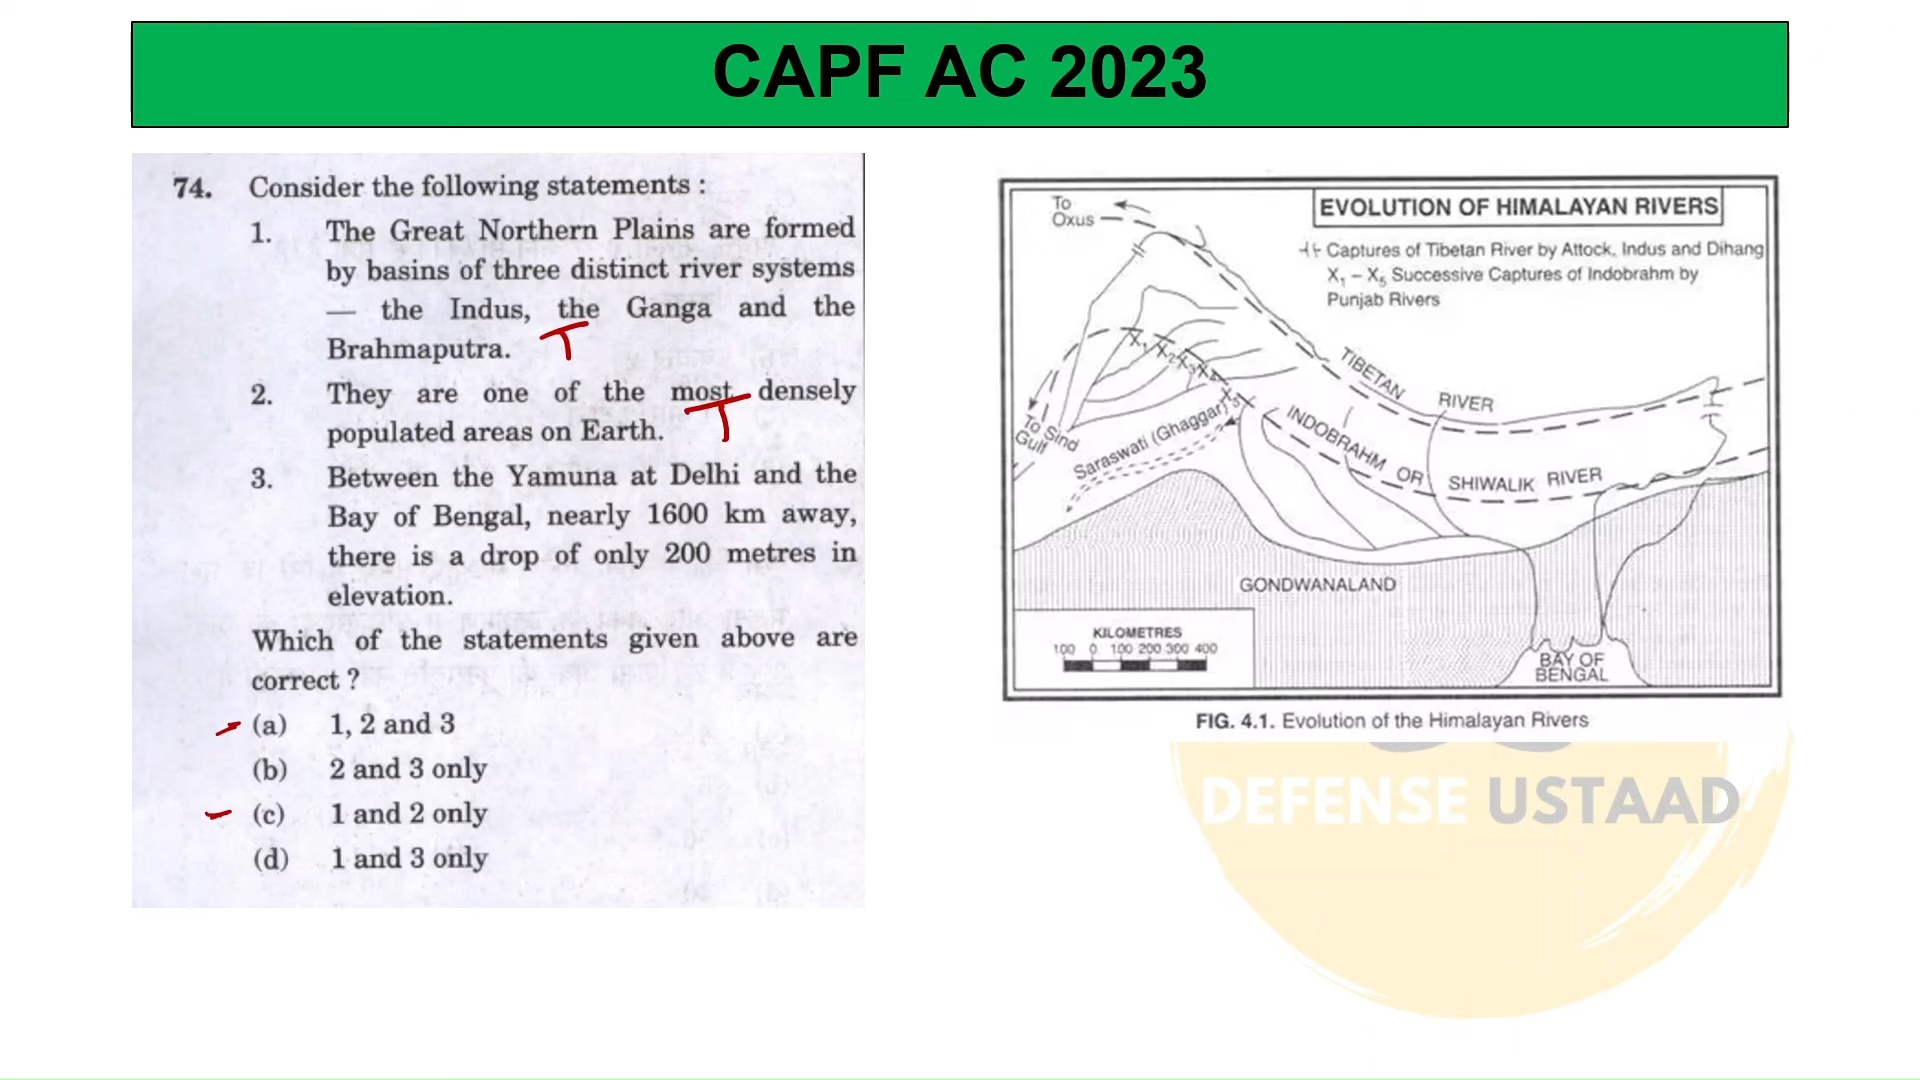 CAPF AC 2023
74. Consider the following statements :
1. The Great Northern Plains are formed
by basins of three distinct river systems
— the Indus, the Ganga and the
Brahmaputra.
T
2. They are one of the most densely
populated areas on Earth.
T
3. Between the Yamuna at Delhi and the
Bay of Bengal, nearly 1600 km away,
there is a drop of only 200 metres in
elevation.
Which of the statements given above are
correct ?
(a) 1, 2 and 3
(b) 2 and 3 only
(c) 1 and 2 only
(d) 1 and 3 only
To
Oxus
EVOLUTION OF HIMALAYAN RIVERS
Captures of Tibetan River by Attock, Indus and Dihang
X1 – X5 Successive Captures of Indobrahm by
Punjab Rivers
TIBETAN RIVER
X1 X2 X3 X4 X5
To Sind
Gulf
Saraswati (Ghaggar)
INDOBRAHM OR SHIWALIK RIVER
GONDWANALAND
KILOMETRES
100 0 100 200 300 400
BAY OF
BENGAL
FIG. 4.1. Evolution of the Himalayan Rivers
DEFENSE USTAAD